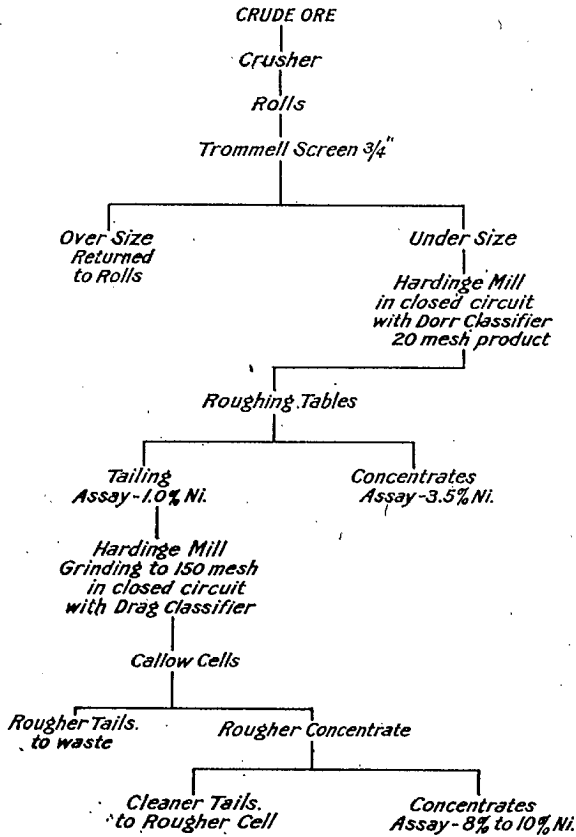 CRUDE ORE
Crusher
Rolls
Trommell Screen 3/4"
Over Size
Returned
to Rolls
Under Size
Hardinge Mill
in closed circuit
with Dorr Classifier
20 mesh product
Roughing Tables
Tailing
Assay-1.0% Ni.
Concentrates
Assay-3.5% Ni.
Hardinge Mill
Grinding to 150 mesh
in closed circuit
with Drag Classifier
Callow Cells
Rougher Tails.
to waste
Rougher Concentrate
Cleaner Tails.
to Rougher Cell
Concentrates
Assay-8% to 10% Ni.